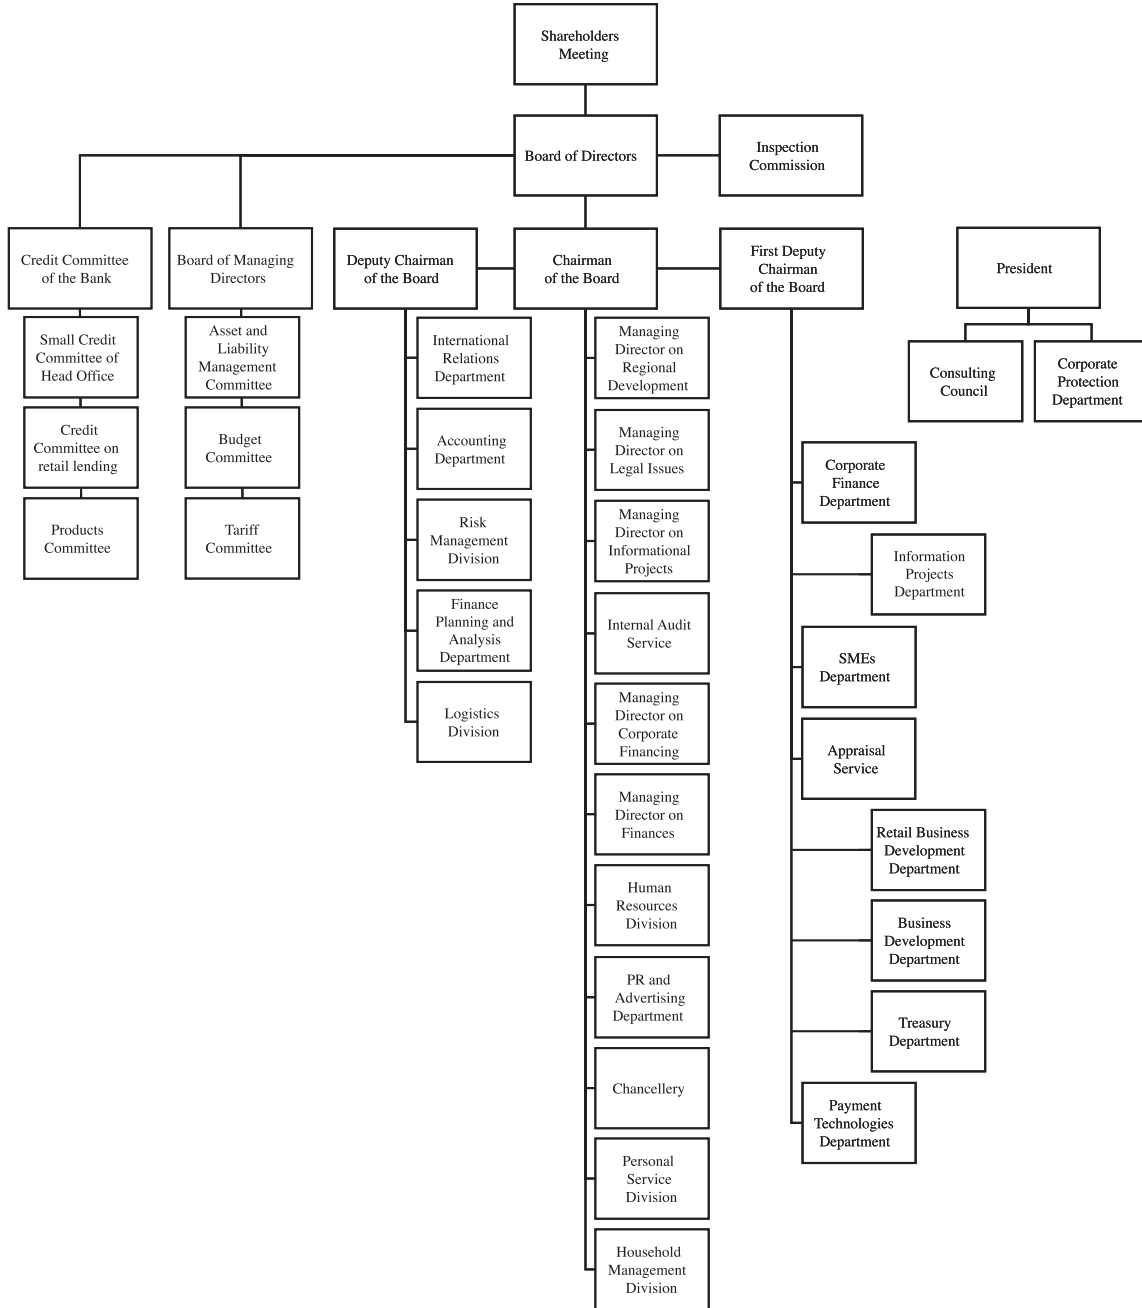 Shareholders
Meeting
Board of Directors
Inspection
Commission
Credit Committee
of the Bank
Board of Managing
Directors
Deputy Chairman
of the Board
Chairman
of the Board
First Deputy
Chairman
of the Board
President
Small Credit
Committee of
Head Office
Credit
Committee on
retail lending
Products
Committee
Asset and
Liability
Management
Committee
Budget
Committee
Tariff
Committee
International
Relations
Department
Accounting
Department
Risk
Management
Division
Finance
Planning and
Analysis
Department
Logistics
Division
Managing
Director on
Regional
Development
Managing
Director on
Legal Issues
Managing
Director on
Informational
Projects
Internal Audit
Service
Managing
Director on
Corporate
Financing
Managing
Director on
Finances
Human
Resources
Division
PR and
Advertising
Department
Chancellery
Personal
Service
Division
Household
Management
Division
Corporate
Finance
Department
Information
Projects
Department
SMEs
Department
Appraisal
Service
Retail Business
Development
Department
Business
Development
Department
Treasury
Department
Payment
Technologies
Department
Consulting
Council
Corporate
Protection
Department